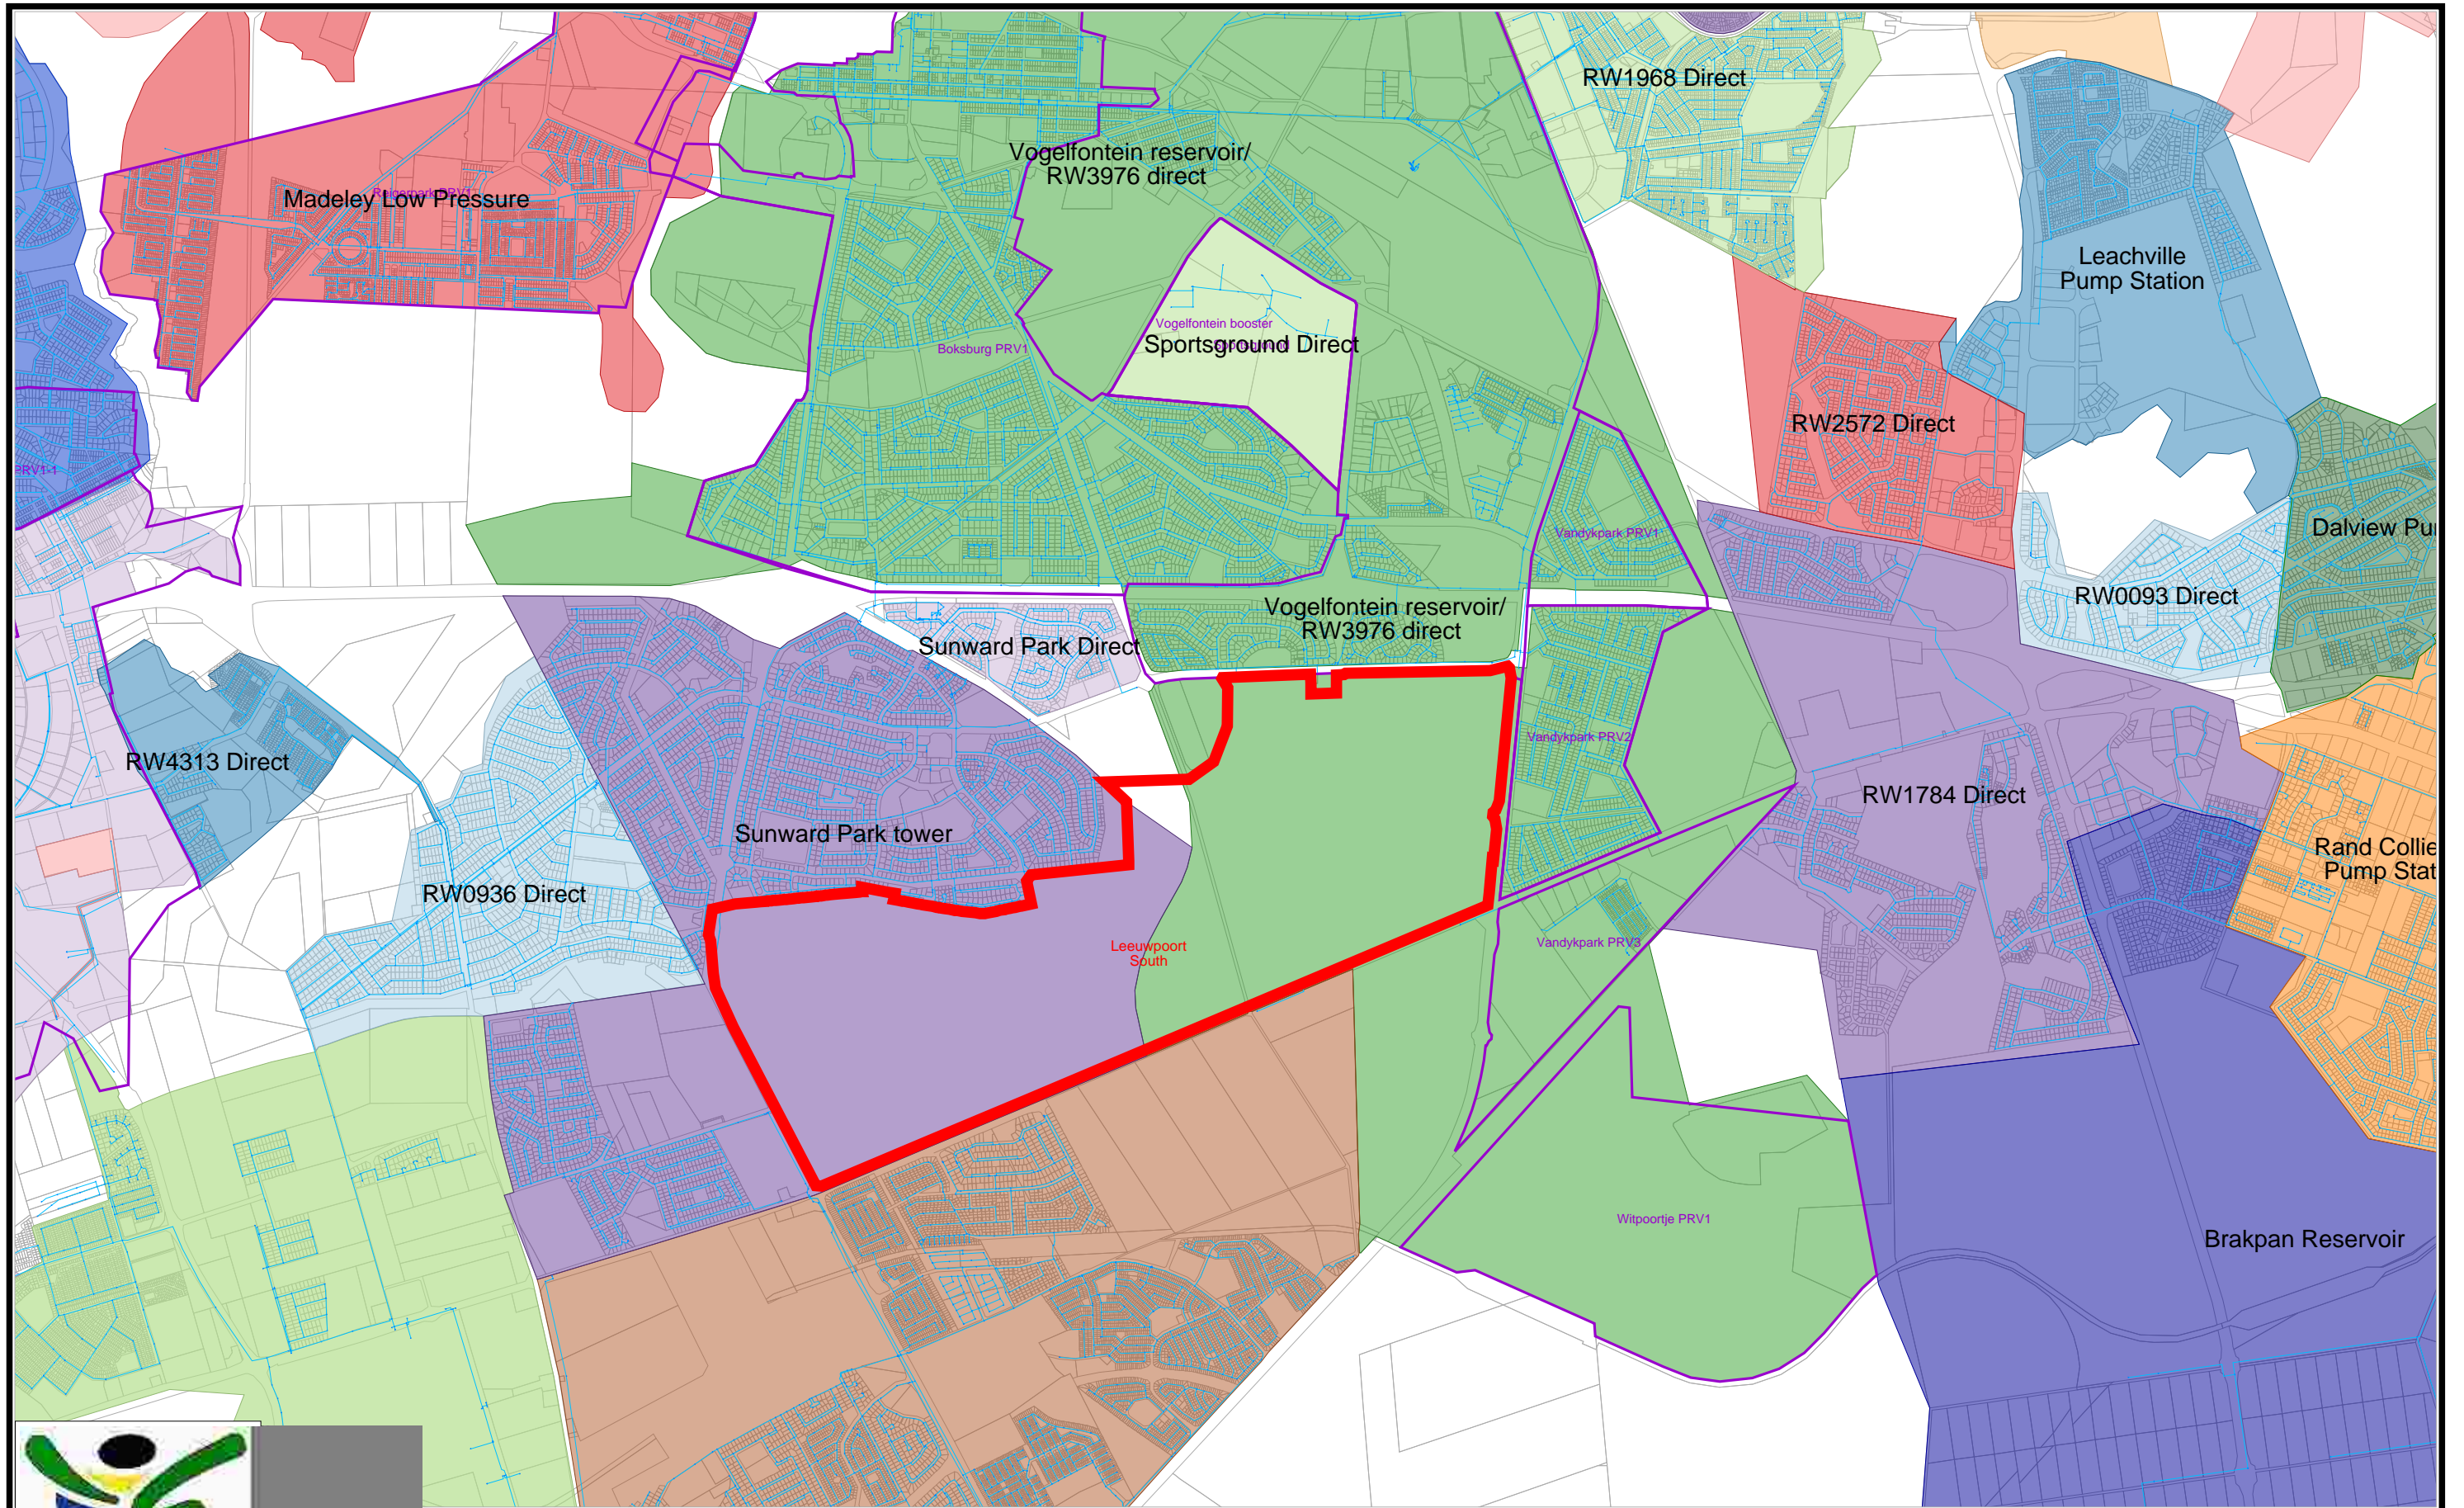 RW1968 Direct
Vogelfontein reservoir/
RW3976 direct
Madeley Low Pressure
Reigerpark PRV1
Leachville
Pump Station
Vogelfontein booster
Sportsground Direct
Sportsground
Boksburg PRV1
RW2572 Direct
PRV1-1
Dalview Pu
Vandykpark PRV1
RW0093 Direct
Vogelfontein reservoir/
RW3976 direct
Sunward Park Direct
Vandykpark PRV2
RW4313 Direct
RW1784 Direct
Sunward Park tower
Rand Collie
Pump Stat
RW0936 Direct
Leeuwpoort
South
Vandykpark PRV3
Witpoortje PRV1
Brakpan Reservoir